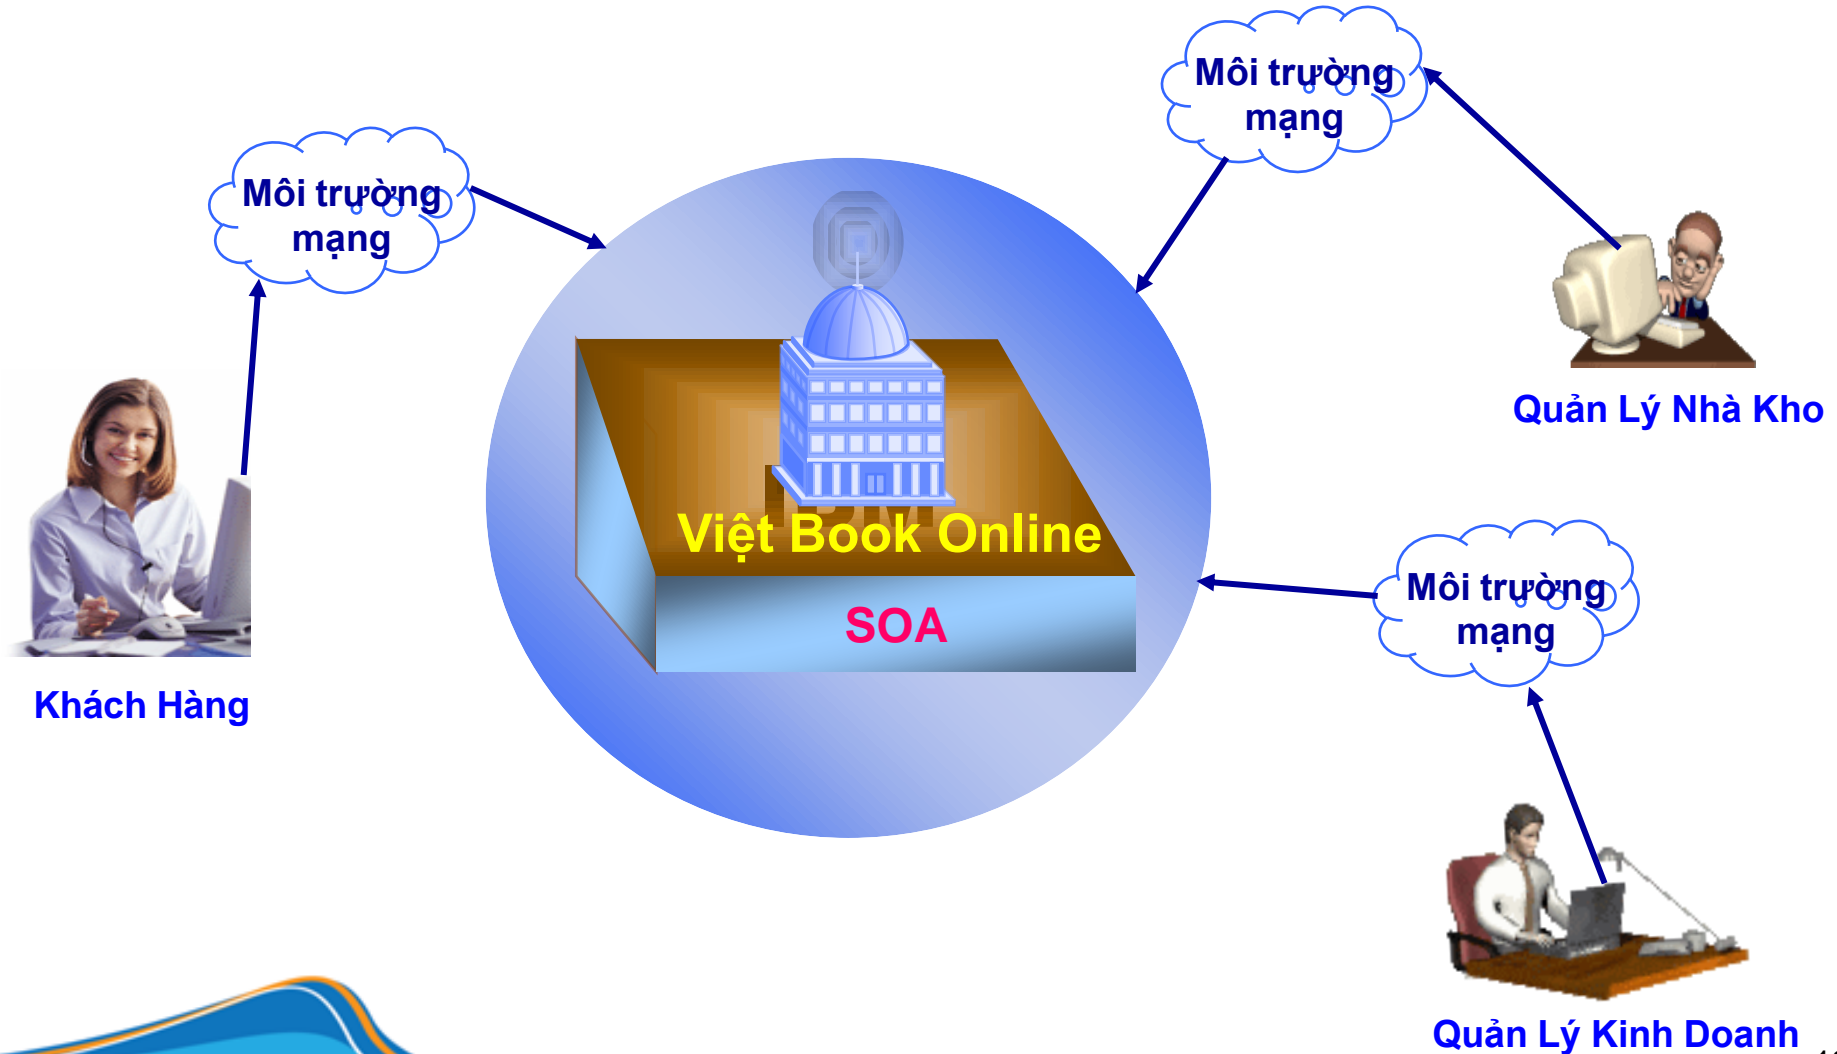 Môi trường
mạng
Môi trường
mạng
Quản Lý Nhà Kho
Việt Book Online
SOA
Môi trường
mạng
Khách Hàng
Quản Lý Kinh Doanh